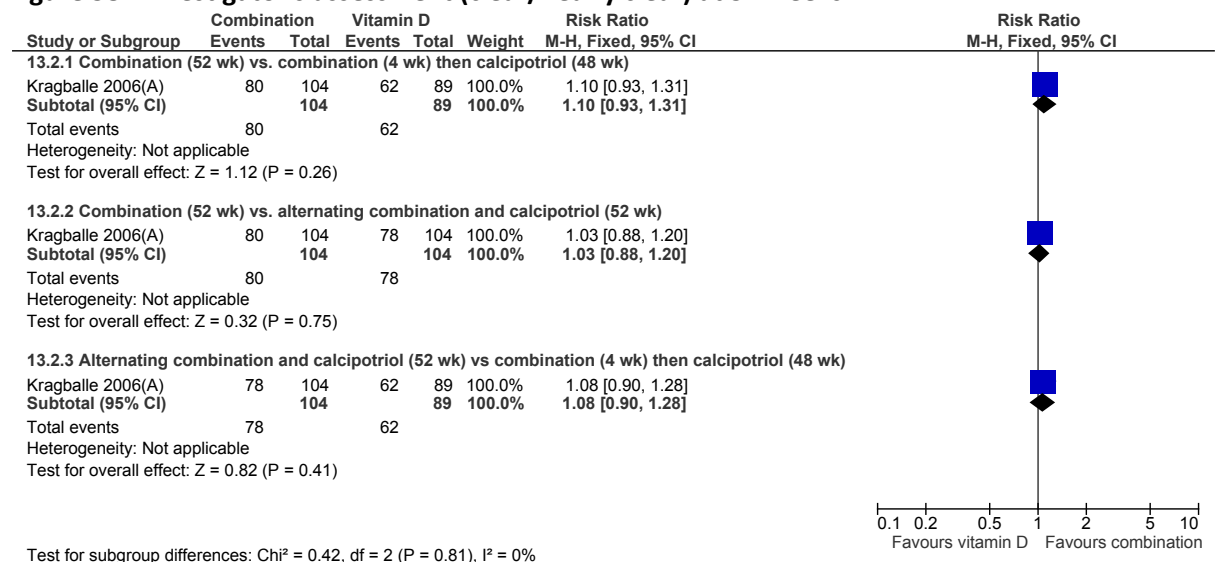 Combination Vitamin D Risk Ratio Risk Ratio
Study or Subgroup Events Total Events Total Weight M-H, Fixed, 95% CI M-H, Fixed, 95% CI
13.2.1 Combination (52 wk) vs. combination (4 wk) then calcipotriol (48 wk)
Kragballe 2006(A) 80 104 62 89 100.0% 1.10 [0.93, 1.31]
Subtotal (95% CI) 104 89 100.0% 1.10 [0.93, 1.31]
Total events 80 62
Heterogeneity: Not applicable
Test for overall effect: Z = 1.12 (P = 0.26)
13.2.2 Combination (52 wk) vs. alternating combination and calcipotriol (52 wk)
Kragballe 2006(A) 80 104 78 104 100.0% 1.03 [0.88, 1.20]
Subtotal (95% CI) 104 104 100.0% 1.03 [0.88, 1.20]
Total events 80 78
Heterogeneity: Not applicable
Test for overall effect: Z = 0.32 (P = 0.75)
13.2.3 Alternating combination and calcipotriol (52 wk) vs combination (4 wk) then calcipotriol (48 wk)
Kragballe 2006(A) 78 104 62 89 100.0% 1.08 [0.90, 1.28]
Subtotal (95% CI) 104 89 100.0% 1.08 [0.90, 1.28]
Total events 78 62
Heterogeneity: Not applicable
Test for overall effect: Z = 0.82 (P = 0.41)
0.1 0.2 0.5 1 2 5 10
Favours vitamin D Favours combination
Test for subgroup differences: Chi² = 0.42, df = 2 (P = 0.81), I² = 0%